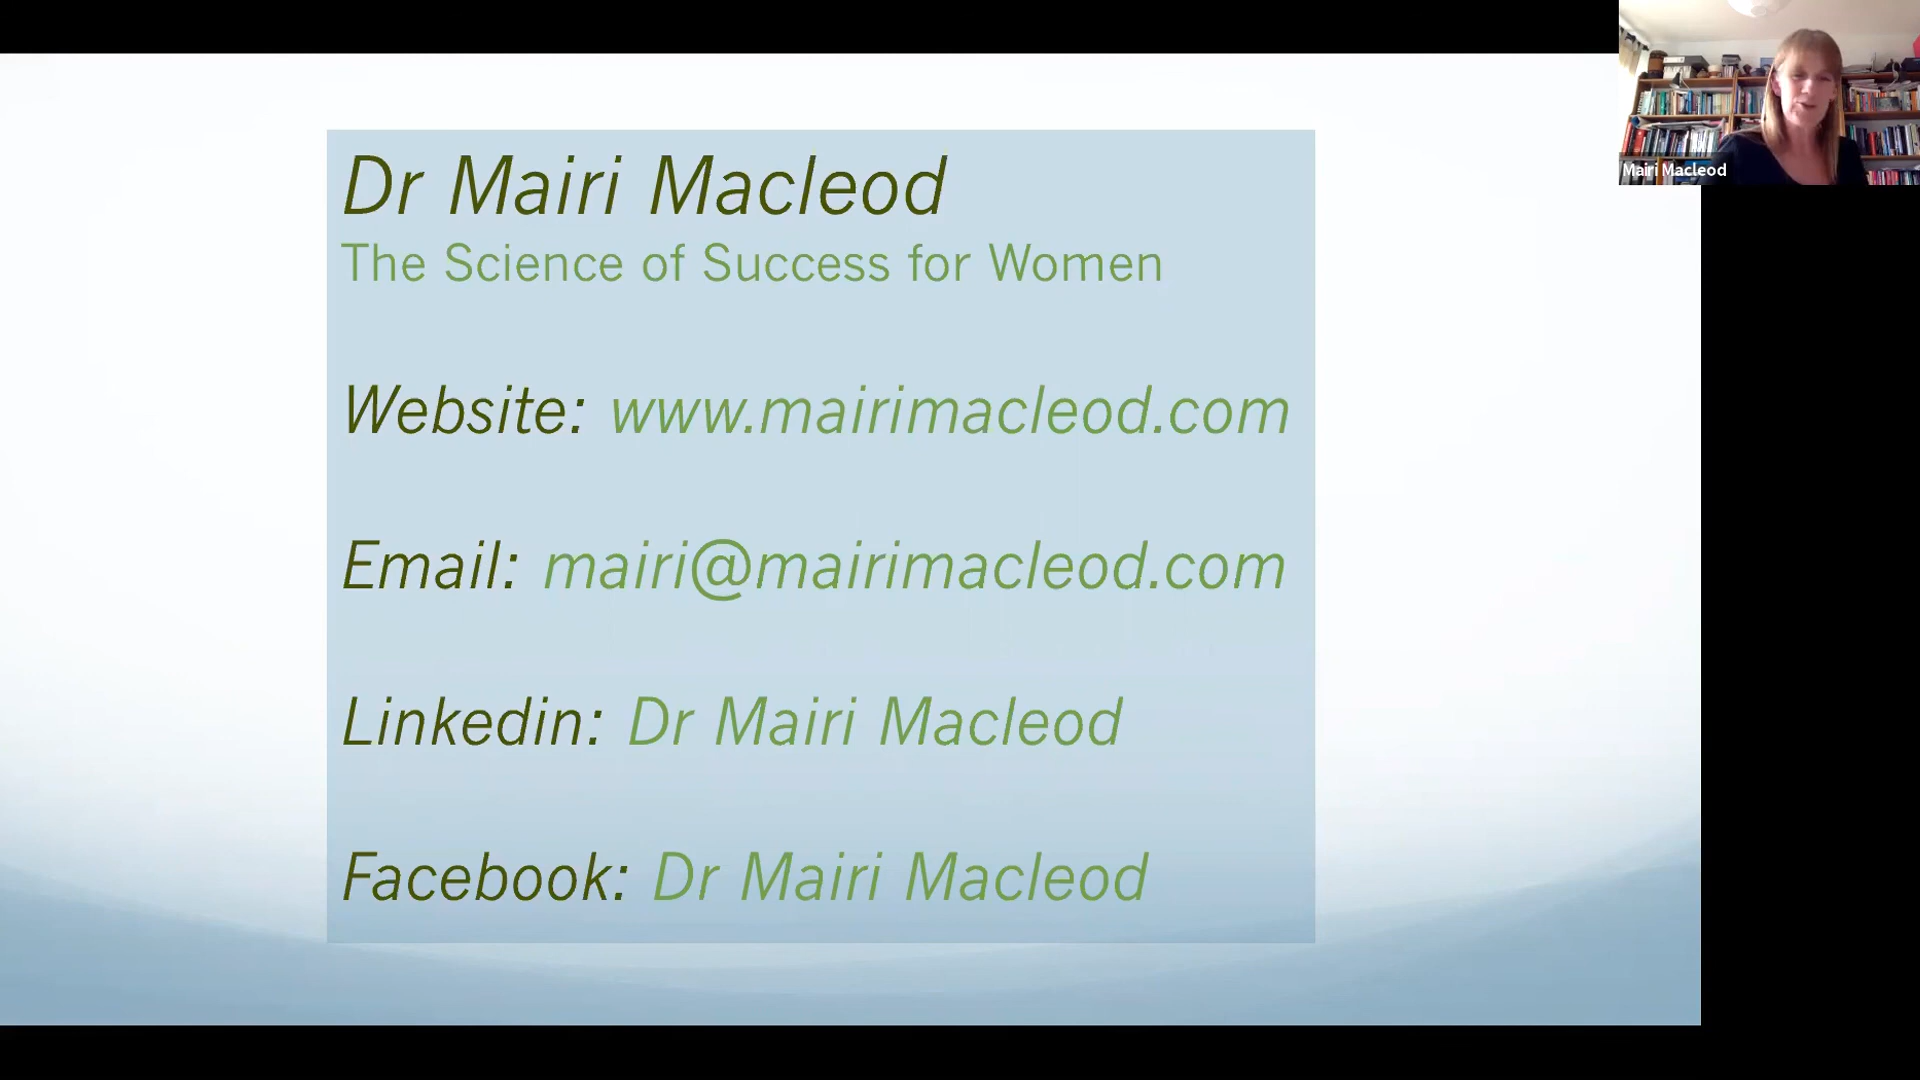 Dr Mairi Macleod
The Science of Success for Women
Website: www.mairimacleod.com
Email: mairi@mairimacleod.com
Linkedin: Dr Mairi Macleod
Facebook: Dr Mairi Macleod
Mairi Macleod